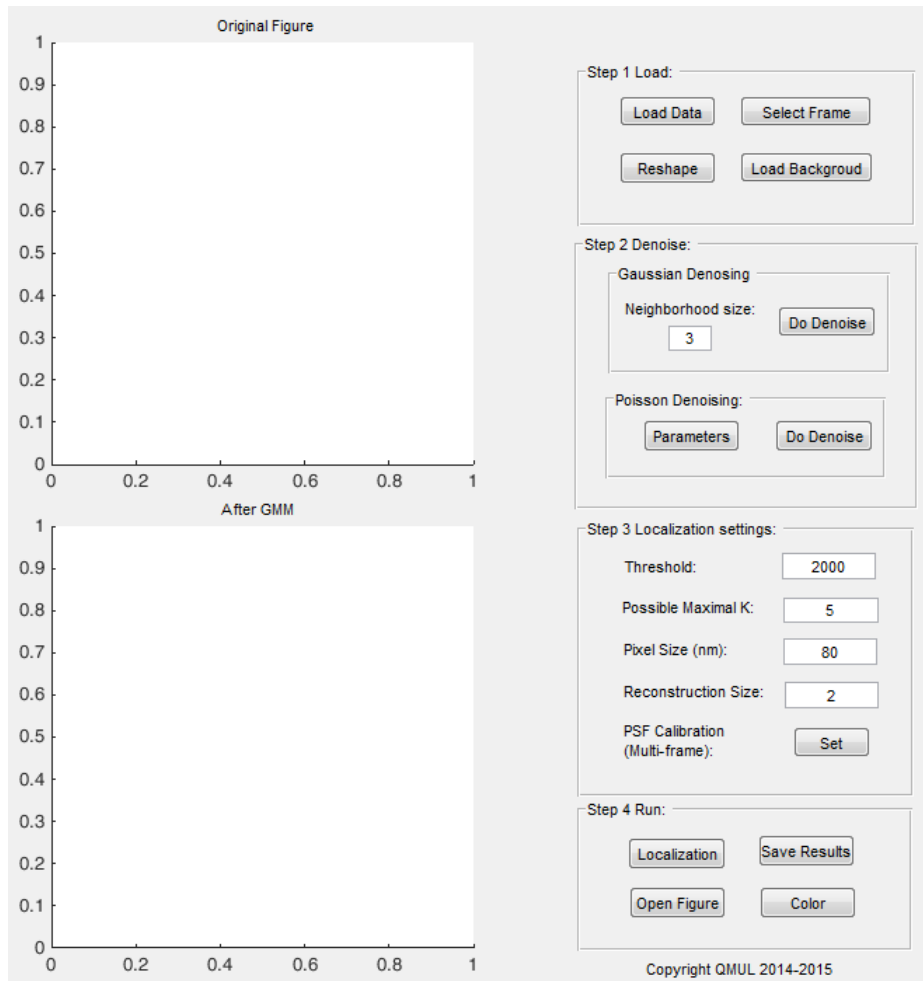 Original Figure
1
0.9
0.8
0.7
0.6
0.5
0.4
0.3
0.2
0.1
0
0 0.2 0.4 0.6 0.8 1
After GMM
1
0.9
0.8
0.7
0.6
0.5
0.4
0.3
0.2
0.1
0
0 0.2 0.4 0.6 0.8 1
Step 1 Load:
Load Data Select Frame
Reshape Load Backgroud
Step 2 Denoise:
Gaussian Denosing
Neighborhood size:
3
Do Denoise
Poisson Denoising:
Parameters Do Denoise
Step 3 Localization settings:
Threshold: 2000
Possible Maximal K: 5
Pixel Size (nm): 80
Reconstruction Size: 2
PSF Calibration
(Multi-frame):
Set
Step 4 Run:
Localization Save Results
Open Figure Color
Copyright QMUL 2014-2015